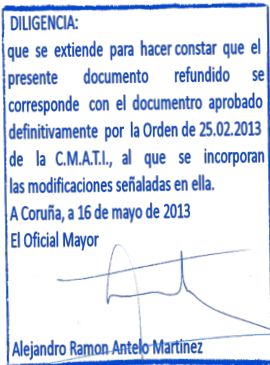 DILIGENCIA:
que se extiende para hacer constar que el
presente documento refundido se
corresponde con el documentro aprobado
definitivamente por la Orden de 25.02.2013
de la C.M.A.T.I., al que se incorporan
las modificaciones señaladas en ella.
A Coruña, a 16 de mayo de 2013
El Oficial Mayor
Alejandro Ramon Antelo Martinez